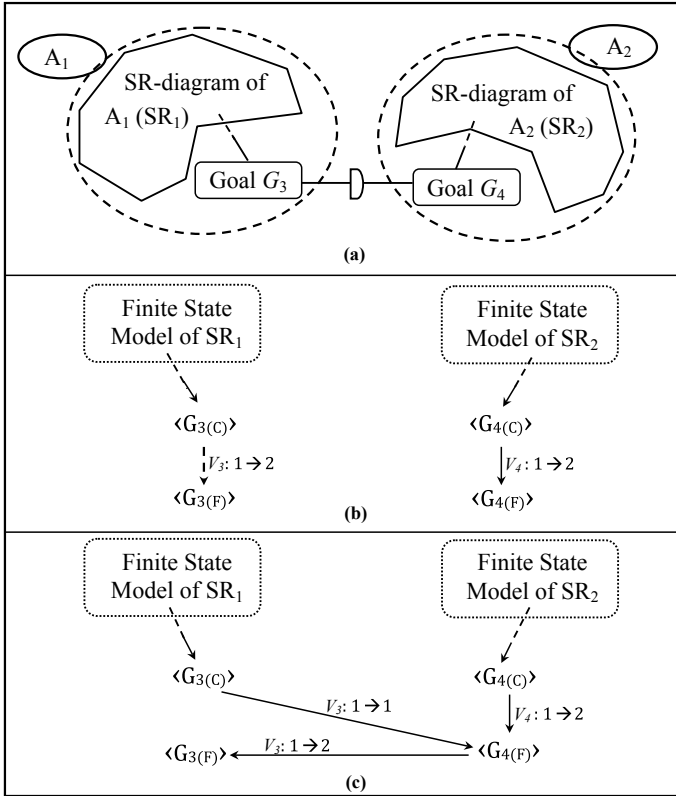 A₁
A₂
SR-diagram of
A₁ (SR₁)
SR-diagram of
A₂ (SR₂)
Goal G₃
Goal G₄
(a)
Finite State
Model of SR₁
Finite State
Model of SR₂
‹G₃₍C₎›
‹G₄₍C₎›
V₃: 1→2
V₄: 1→2
‹G₃₍F₎›
‹G₄₍F₎›
(b)
Finite State
Model of SR₁
Finite State
Model of SR₂
‹G₃₍C₎›
‹G₄₍C₎›
V₃: 1→1
V₄: 1→2
‹G₃₍F₎›
V₃: 1→2
‹G₄₍F₎›
(c)